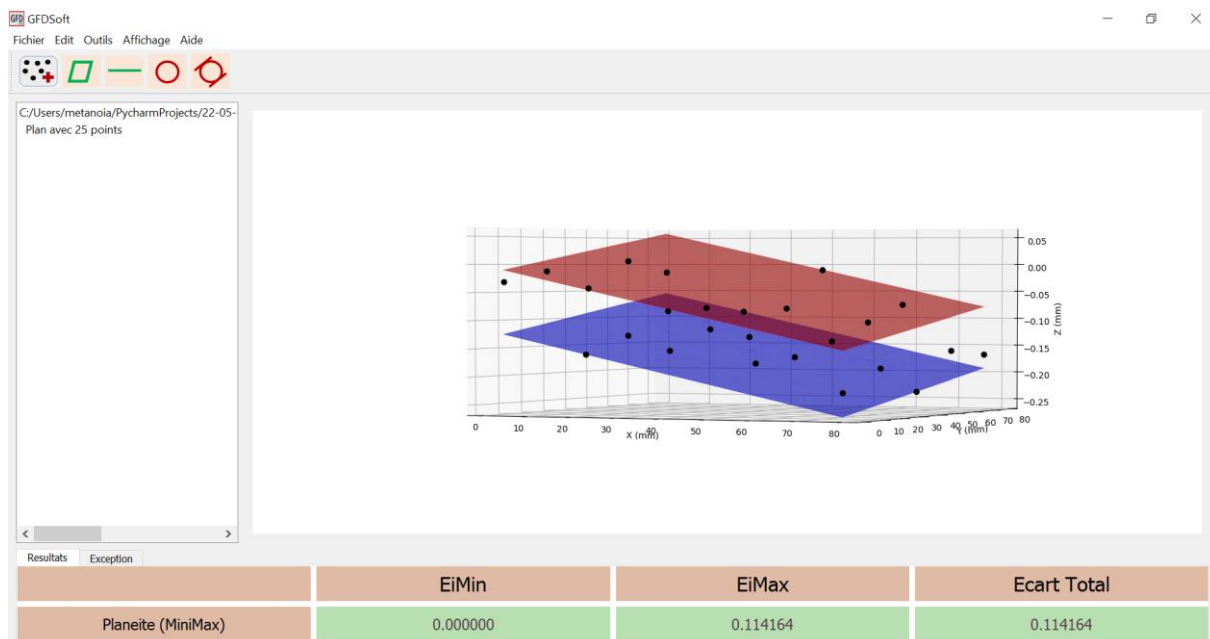 GFD GFDSoft
Fichier Edit Outils Affichage Aide
C:/Users/metanoia/PycharmProjects/22-05-
Plan avec 25 points
0.05
0.00
−0.05
−0.10
−0.15
−0.20
−0.25
Z (mm)
0 10 20 30 40 50 60 70 80
X (mm)
0 10 20 30 40 50 60 70 80
Y (mm)
Resultats Exception
EiMin EiMax Ecart Total
Planeite (MiniMax) 0.000000 0.114164 0.114164